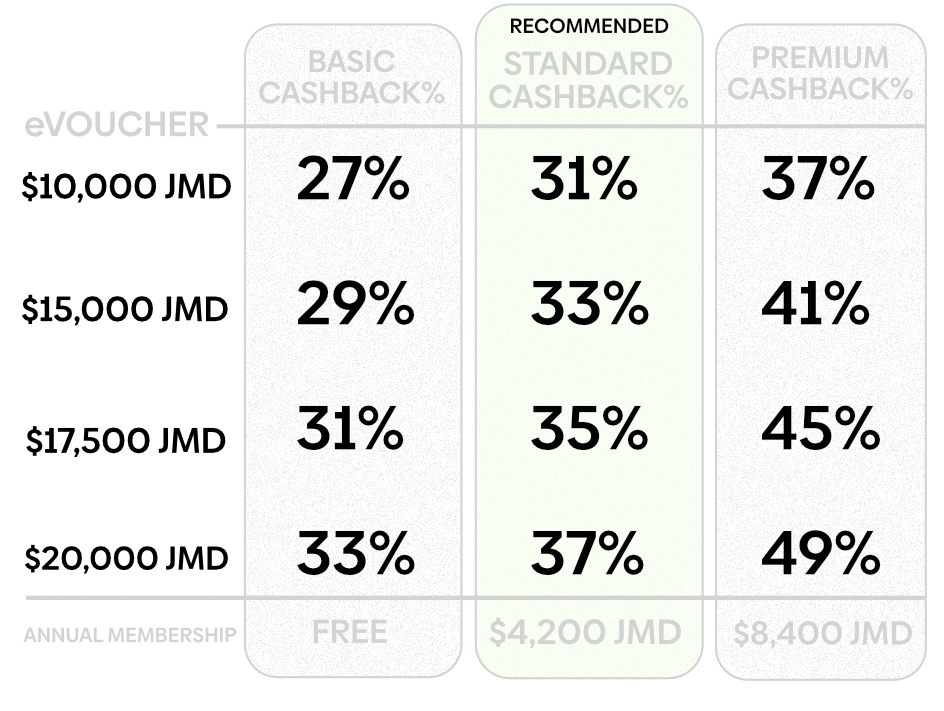 RECOMMENDED
BASIC STANDARD PREMIUM
CASHBACK% CASHBACK% CASHBACK%
eVOUCHER
$10,000 JMD 27% 31% 37%
$15,000 JMD 29% 33% 41%
$17,500 JMD 31% 35% 45%
$20,000 JMD 33% 37% 49%
ANNUAL MEMBERSHIP FREE $4,200 JMD $8,400 JMD